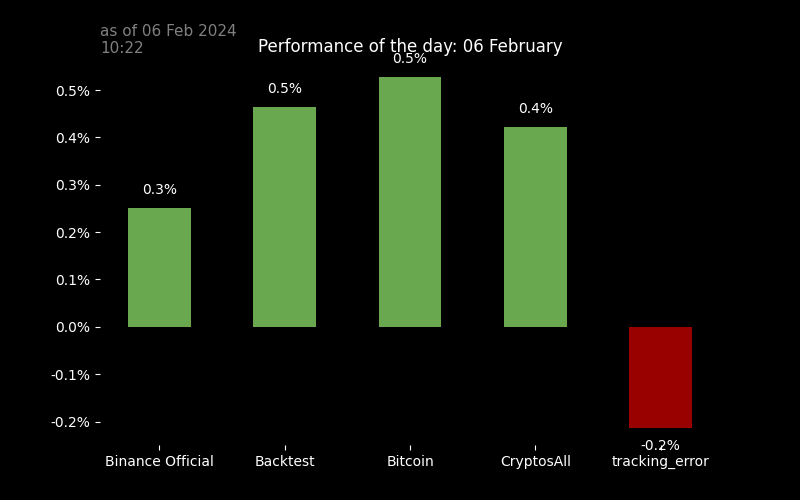 as of 06 Feb 2024
10:22
Performance of the day: 06 February
0.5%
0.5%
0.5%
0.4%
0.4%
0.3%
0.3%
0.2%
0.1%
0.0%
-0.1%
-0.2%
-0.2%
Binance Official
Backtest
Bitcoin
CryptosAll
tracking_error